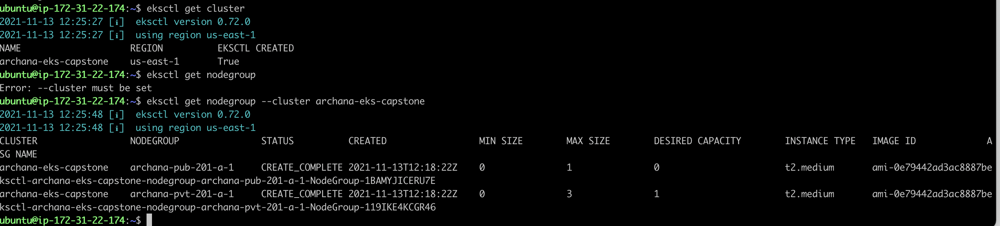 ubuntu@ip-172-31-22-174:~$ eksctl get cluster
2021-11-13 12:25:27 [ℹ]  eksctl version 0.72.0
2021-11-13 12:25:27 [ℹ]  using region us-east-1
NAME                    REGION          EKSCTL CREATED
archana-eks-capstone    us-east-1       True
ubuntu@ip-172-31-22-174:~$ eksctl get nodegroup
Error: --cluster must be set
ubuntu@ip-172-31-22-174:~$ eksctl get nodegroup --cluster archana-eks-capstone
2021-11-13 12:25:48 [ℹ]  eksctl version 0.72.0
2021-11-13 12:25:48 [ℹ]  using region us-east-1
CLUSTER                 NODEGROUP               STATUS          CREATED                 MIN SIZE        MAX SIZE        DESIRED CAPACITY        INSTANCE TYPE   IMAGE ID             A
SG NAME
archana-eks-capstone    archana-pub-201-a-1     CREATE_COMPLETE 2021-11-13T12:18:22Z    0               1               0                       t2.medium       ami-0e79442ad3ac8887be
ksctl-archana-eks-capstone-nodegroup-archana-pub-201-a-1-NodeGroup-1BAMYJICERU7E
archana-eks-capstone    archana-pvt-201-a-1     CREATE_COMPLETE 2021-11-13T12:18:22Z    0               3               1                       t2.medium       ami-0e79442ad3ac8887be
ksctl-archana-eks-capstone-nodegroup-archana-pvt-201-a-1-NodeGroup-119IKE4KCGR46
ubuntu@ip-172-31-22-174:~$